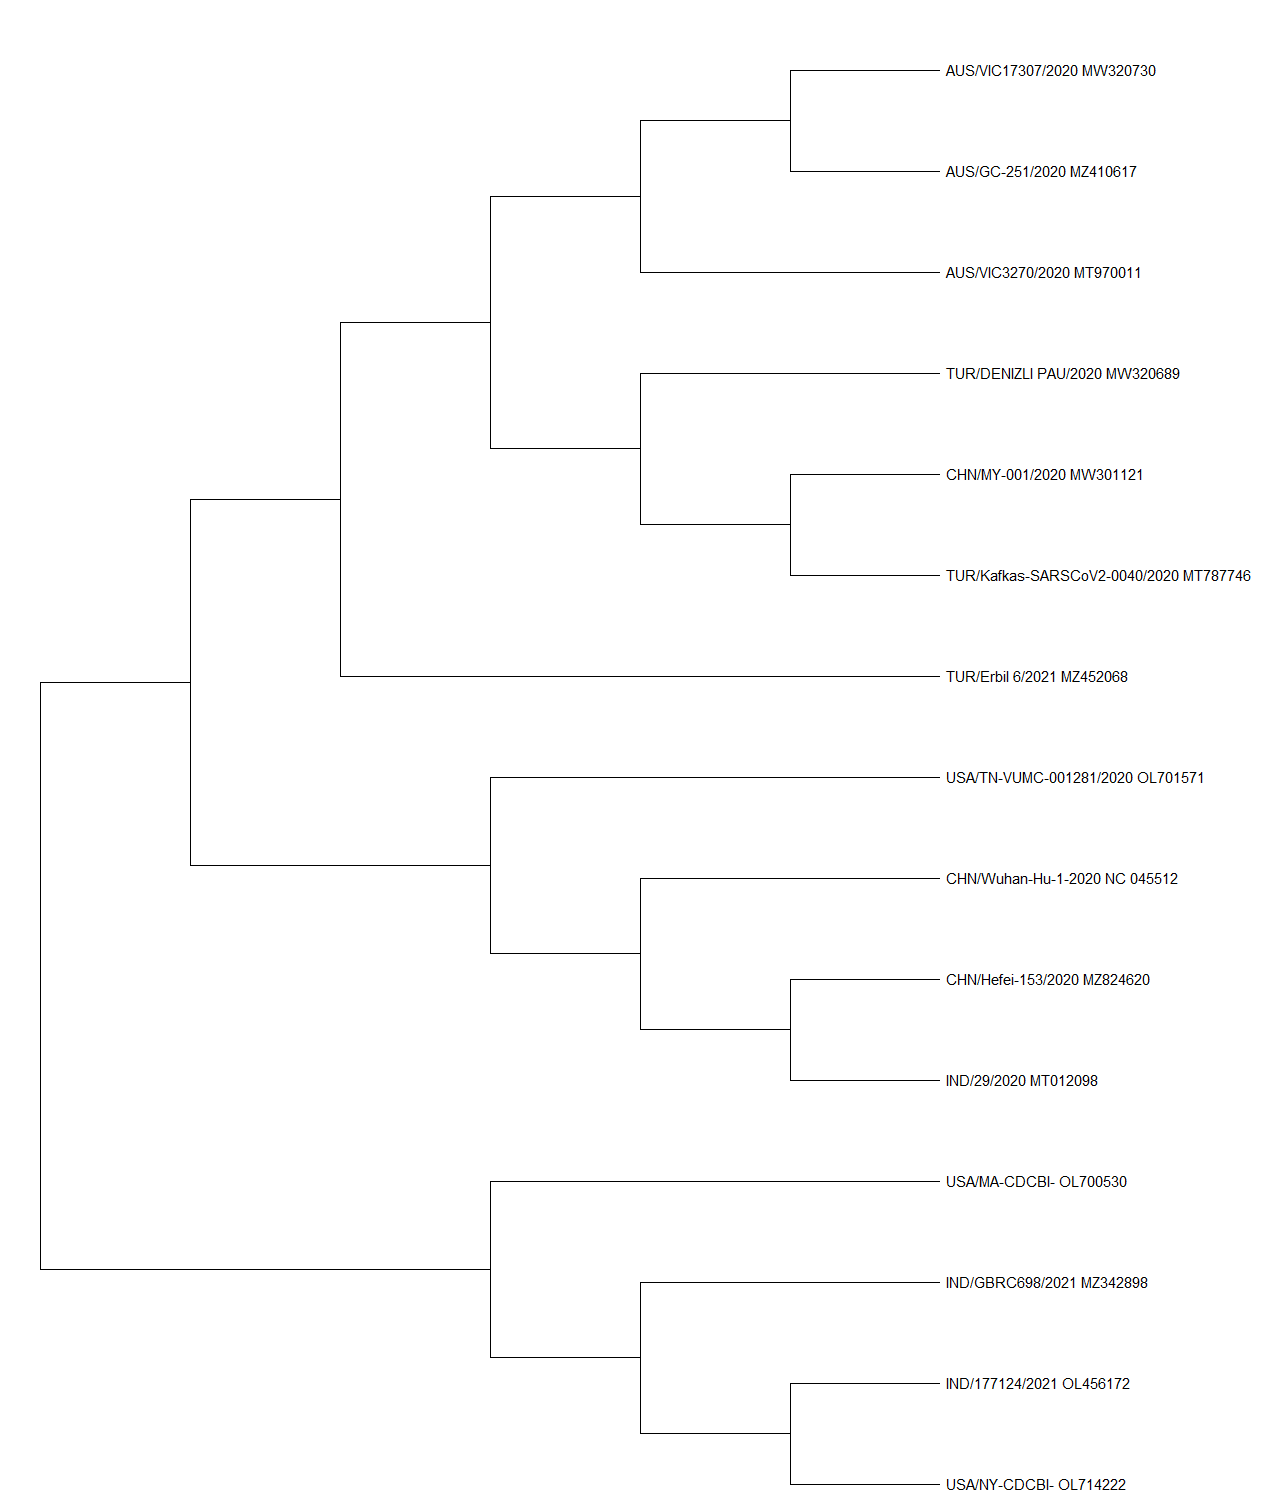 AUS/VIC17307/2020 MW320730
AUS/GC-251/2020 MZ410617
AUS/VIC3270/2020 MT970011
TUR/DENIZLI PAU/2020 MW320689
CHN/MY-001/2020 MW301121
TUR/Kafkas-SARSCoV2-0040/2020 MT787746
TUR/Erbil 6/2021 MZ452068
USA/TN-VUMC-001281/2020 OL701571
CHN/Wuhan-Hu-1-2020 NC 045512
CHN/Hefei-153/2020 MZ824620
IND/29/2020 MT012098
USA/MA-CDCBI- OL700530
IND/GBRC698/2021 MZ342898
IND/177124/2021 OL456172
USA/NY-CDCBI- OL714222